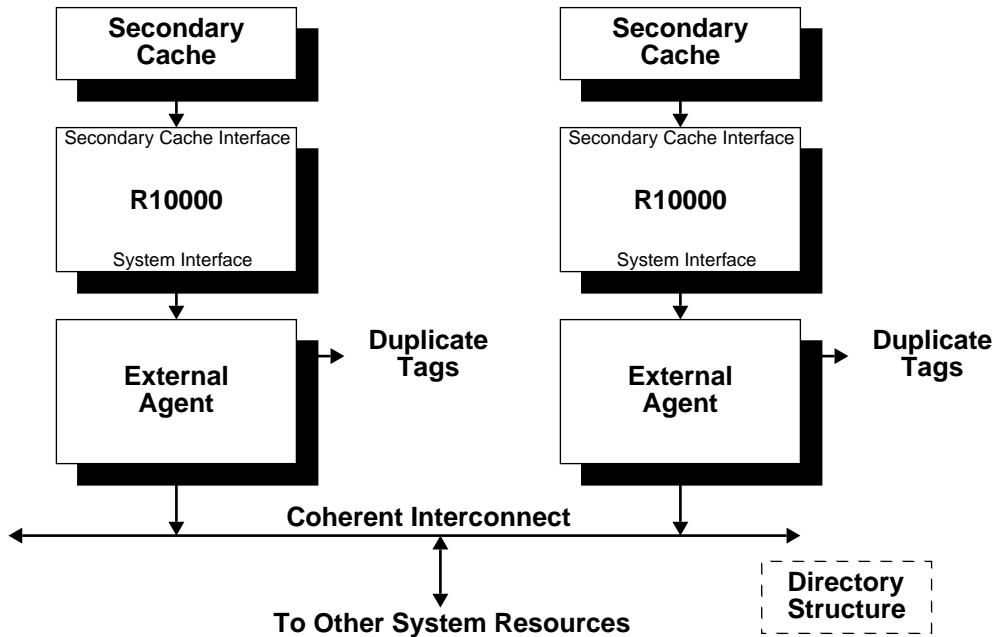 Secondary
Cache
Secondary
Cache
Secondary Cache Interface
R10000
System Interface
Secondary Cache Interface
R10000
System Interface
External
Agent
Duplicate
Tags
External
Agent
Duplicate
Tags
Coherent Interconnect
To Other System Resources
Directory
Structure